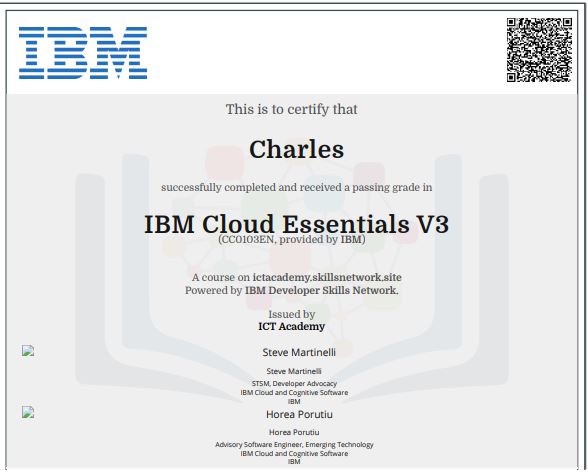 IBM
This is to certify that
Charles
successfully completed and received a passing grade in
IBM Cloud Essentials V3
(CC0103EN, provided by IBM)
A course on ictacademy.skillsnetwork.site
Powered by IBM Developer Skills Network.
Issued by
ICT Academy
Steve Martinelli
Steve Martinelli
STSM, Developer Advocacy
IBM Cloud and Cognitive Software
IBM
Horea Porutiu
Horea Porutiu
Advisory Software Engineer, Emerging Technology
IBM Cloud and Cognitive Software
IBM